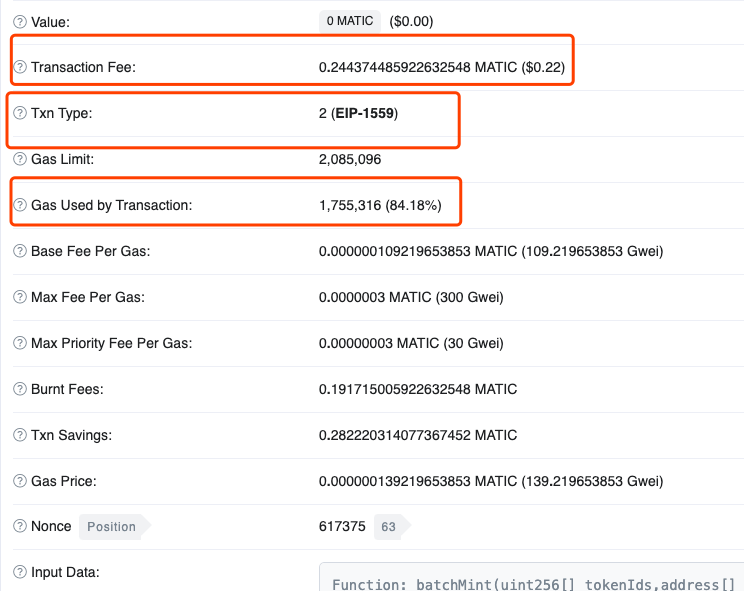 Value: 0 MATIC ($0.00)
Transaction Fee: 0.244374485922632548 MATIC ($0.22)
Txn Type: 2 (EIP-1559)
Gas Limit: 2,085,096
Gas Used by Transaction: 1,755,316 (84.18%)
Base Fee Per Gas: 0.000000109219653853 MATIC (109.219653853 Gwei)
Max Fee Per Gas: 0.0000003 MATIC (300 Gwei)
Max Priority Fee Per Gas: 0.00000003 MATIC (30 Gwei)
Burnt Fees: 0.191715005922632548 MATIC
Txn Savings: 0.282220314077367452 MATIC
Gas Price: 0.000000139219653853 MATIC (139.219653853 Gwei)
Nonce Position 617375 63
Input Data:
Function: batchMint(uint256[] tokenIds,address[]